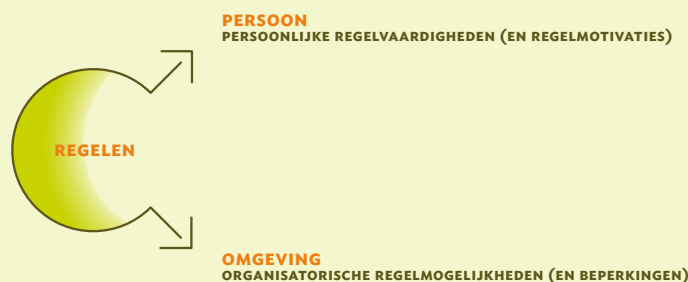 PERSOON
PERSOONLIJKE REGELVAARDIGHEDEN (EN REGELMOTIVATIES)
REGELEN
OMGEVING
ORGANISATORISCHE REGELMOGELIJKHEDEN (EN BEPERKINGEN)